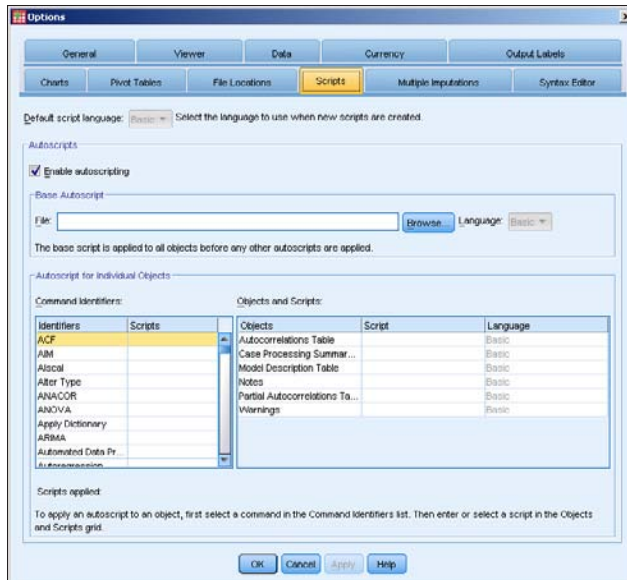 Options
General Viewer Data Currency Output Labels
Charts Pivot Tables File Locations Scripts Multiple Imputations Syntax Editor
Default script language: Basic Select the language to use when new scripts are created.
Autoscripts
Enable autoscripting
Base Autoscript
File: Browse... Language: Basic
The base script is applied to all objects before any other autoscripts are applied.
Autoscript for Individual Objects
Command Identifiers: Objects and Scripts:
Identifiers Scripts Objects Script Language
ACF Autocorrelations Table Basic
AIM Case Processing Summar... Basic
Alscal Model Description Table Basic
Alter Type Notes Basic
ANACOR Partial Autocorrelations Ta... Basic
ANOVA Warnings Basic
Apply Dictionary
ARIMA
Automated Data Pr...
Autoregression
Scripts applied:
To apply an autoscript to an object, first select a command in the Command Identifiers list. Then enter or select a script in the Objects
and Scripts grid.
OK Cancel Apply Help